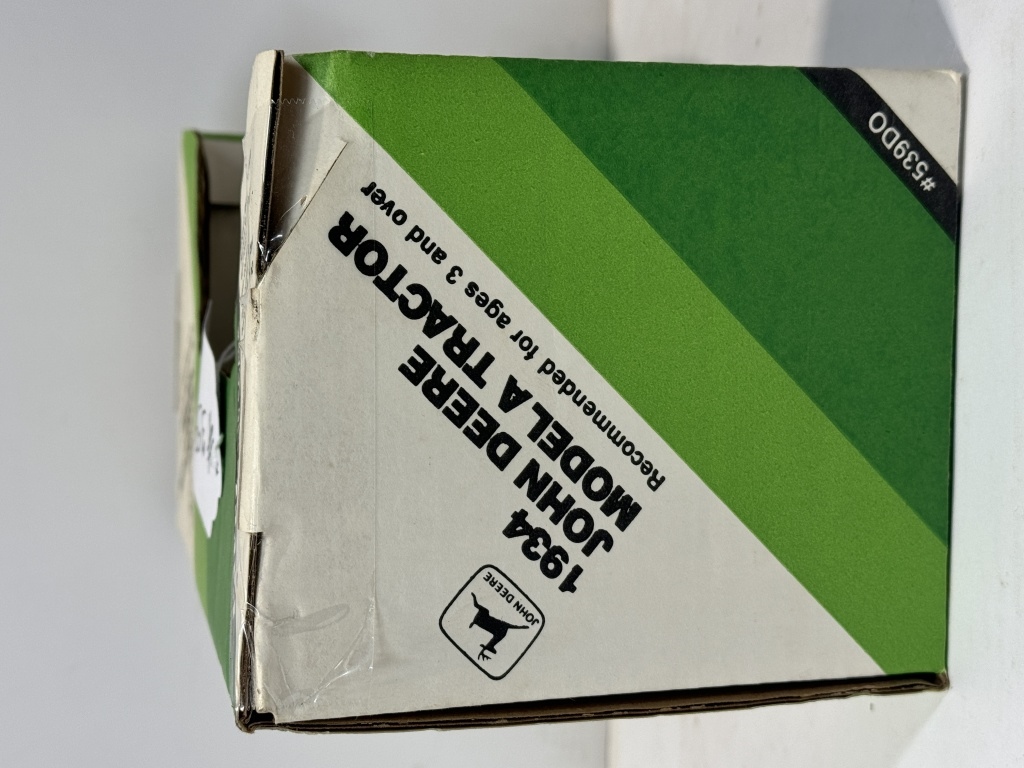 JOHN DEERE
1934
JOHN DEERE
MODEL A TRACTOR
Recommended for ages 3 and over
#539DO